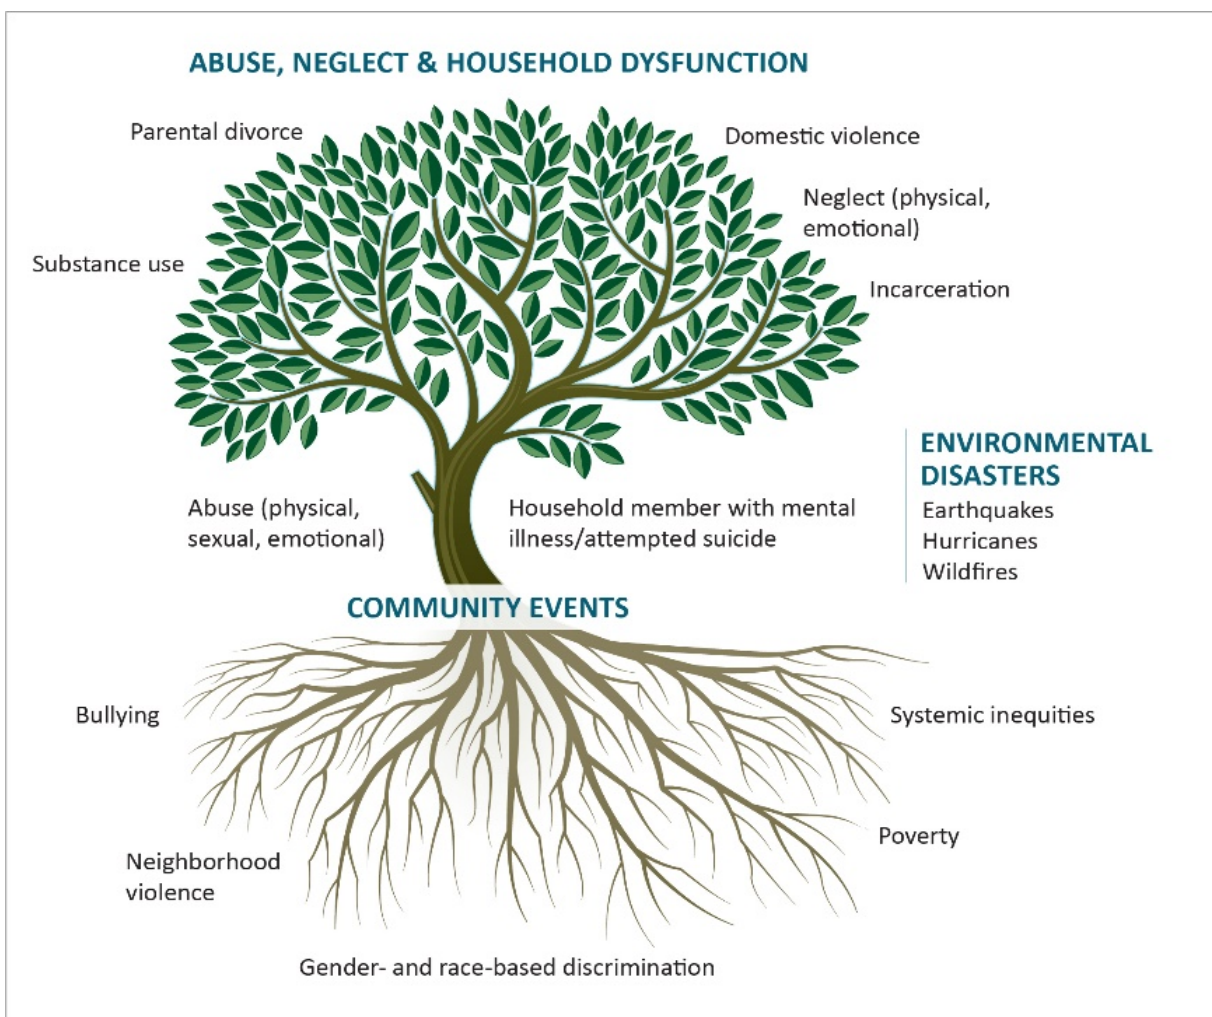 ABUSE, NEGLECT & HOUSEHOLD DYSFUNCTION
Parental divorce
Domestic violence
Neglect (physical,
emotional)
Substance use
Incarceration
ENVIRONMENTAL
DISASTERS
Earthquakes
Hurricanes
Wildfires
Abuse (physical,
sexual, emotional)
Household member with mental
illness/attempted suicide
COMMUNITY EVENTS
Bullying
Systemic inequities
Poverty
Neighborhood
violence
Gender- and race-based discrimination